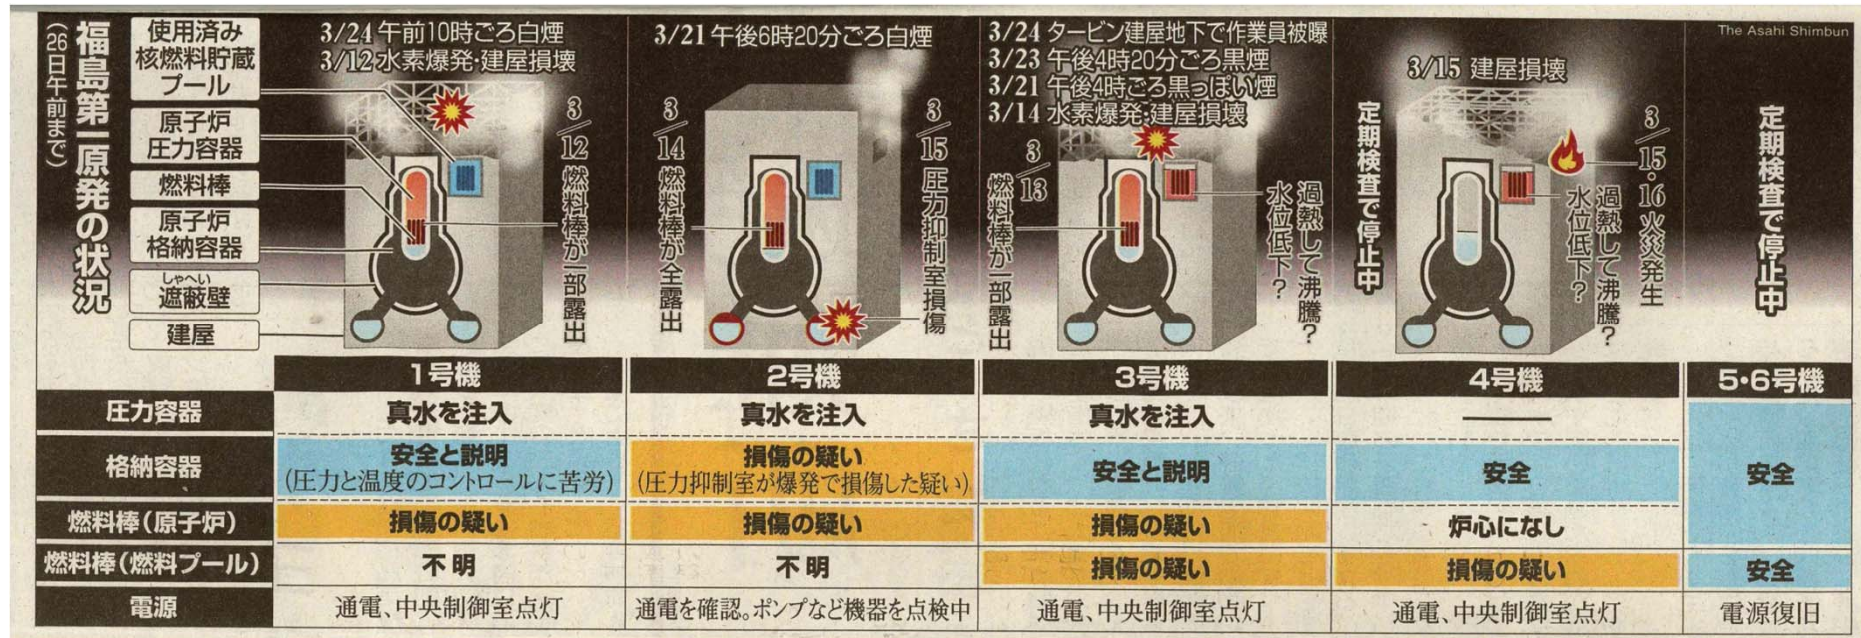 福島第一原発の状況
(26日午前まで)
使用済み
核燃料貯蔵
プール
原子炉
圧力容器
燃料棒
原子炉
格納容器
しゃへい
遮蔽壁
建屋
3/24 午前10時ごろ白煙
3/12 水素爆発・建屋損壊
3/12 燃料棒が一部露出
3/21 午後6時20分ごろ白煙
3/14 燃料棒が全露出
3/15 圧力抑制室損傷
3/24 タービン建屋地下で作業員被曝
3/23 午後4時20分ごろ黒煙
3/21 午後4時ごろ黒っぽい煙
3/14 水素爆発・建屋損壊
3/13 燃料棒が一部露出
過熱して沸騰?
水位低下?
定期検査で停止中
3/15 建屋損壊
3/15・16 火災発生
過熱して沸騰?
水位低下?
The Asahi Shimbun
定期検査で停止中
1号機 2号機 3号機 4号機 5・6号機
圧力容器 真水を注入 真水を注入 真水を注入 ――
格納容器 安全と説明 (圧力と温度のコントロールに苦労) 損傷の疑い (圧力抑制室が爆発で損傷した疑い) 安全と説明 安全 安全
燃料棒(原子炉) 損傷の疑い 損傷の疑い 損傷の疑い 炉心になし
燃料棒(燃料プール) 不明 不明 損傷の疑い 損傷の疑い 安全
電源 通電、中央制御室点灯 通電を確認。ポンプなど機器を点検中 通電、中央制御室点灯 通電、中央制御室点灯 電源復旧